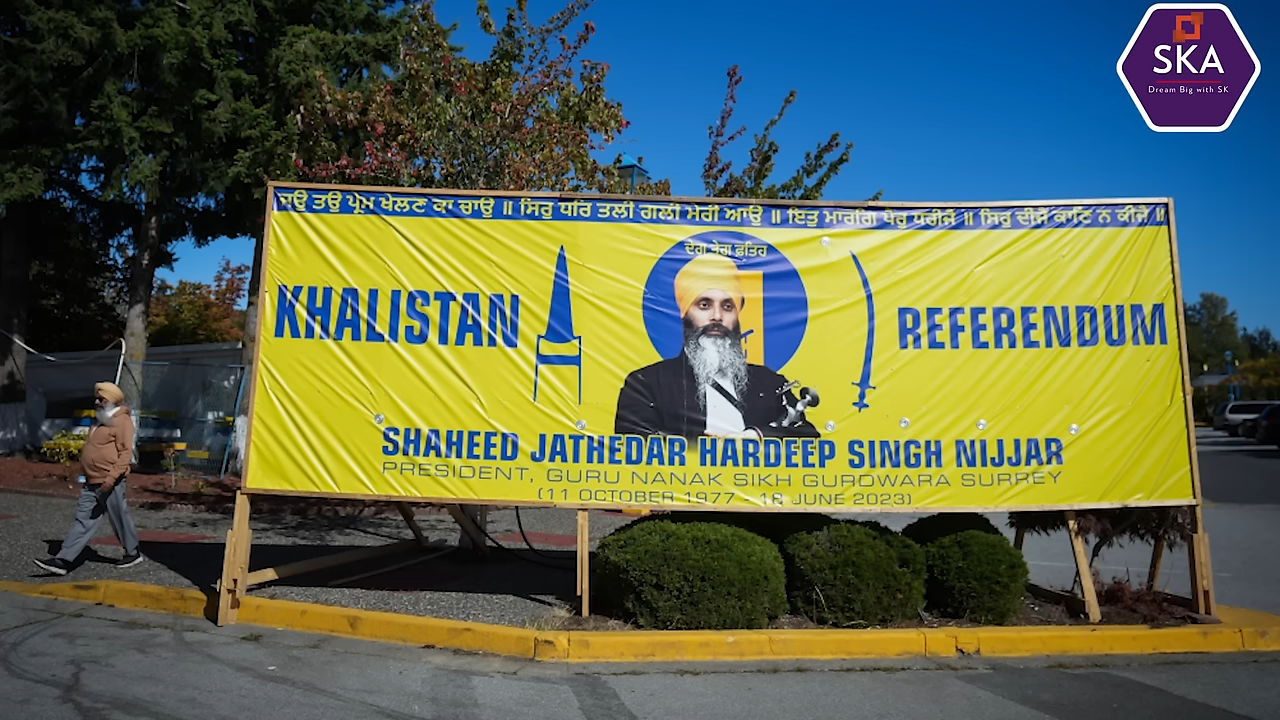 SKA
Dream Big with SK
ਜਉ ਤਉ ਪ੍ਰੇਮ ਖੇਲਣ ਕਾ ਚਾਉ ॥ ਸਿਰੁ ਧਰਿ ਤਲੀ ਗਲੀ ਮੇਰੀ ਆਉ ॥ ਇਤੁ ਮਾਰਗਿ ਪੈਰੁ ਧਰੀਜੈ ॥ ਸਿਰੁ ਦੀਜੈ ਕਾਣਿ ਨ ਕੀਜੈ ॥
ਦੇਗ ਤੇਗ ਫ਼ਤਿਹ
KHALISTAN REFERENDUM
SHAHEED JATHEDAR HARDEEP SINGH NIJJAR
PRESIDENT, GURU NANAK SIKH GURDWARA SURREY
(11 OCTOBER 1977 - 18 JUNE 2023)